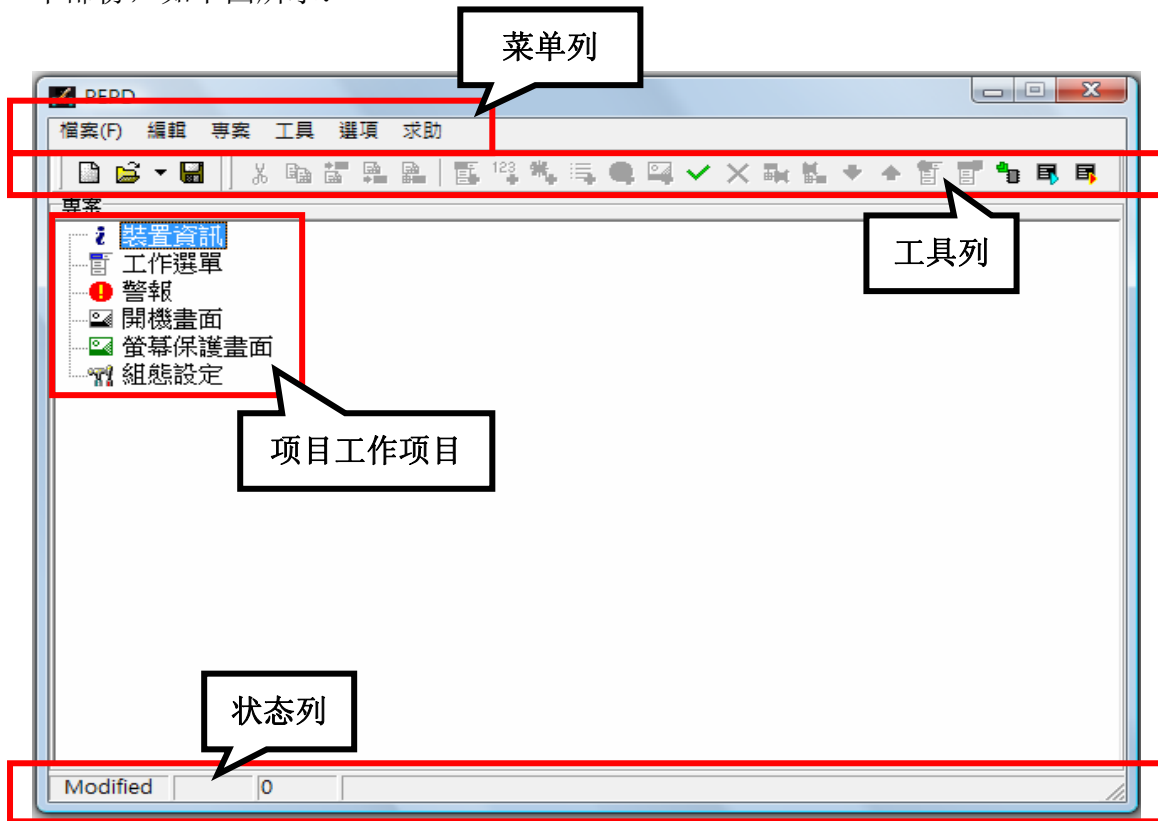 菜单列
檔案(F) 編輯 專案 工具 選項 求助
123
工具列
專案
裝置資訊
工作選單
警報
開機畫面
螢幕保護畫面
組態設定
项目工作项目
状态列
Modified 0